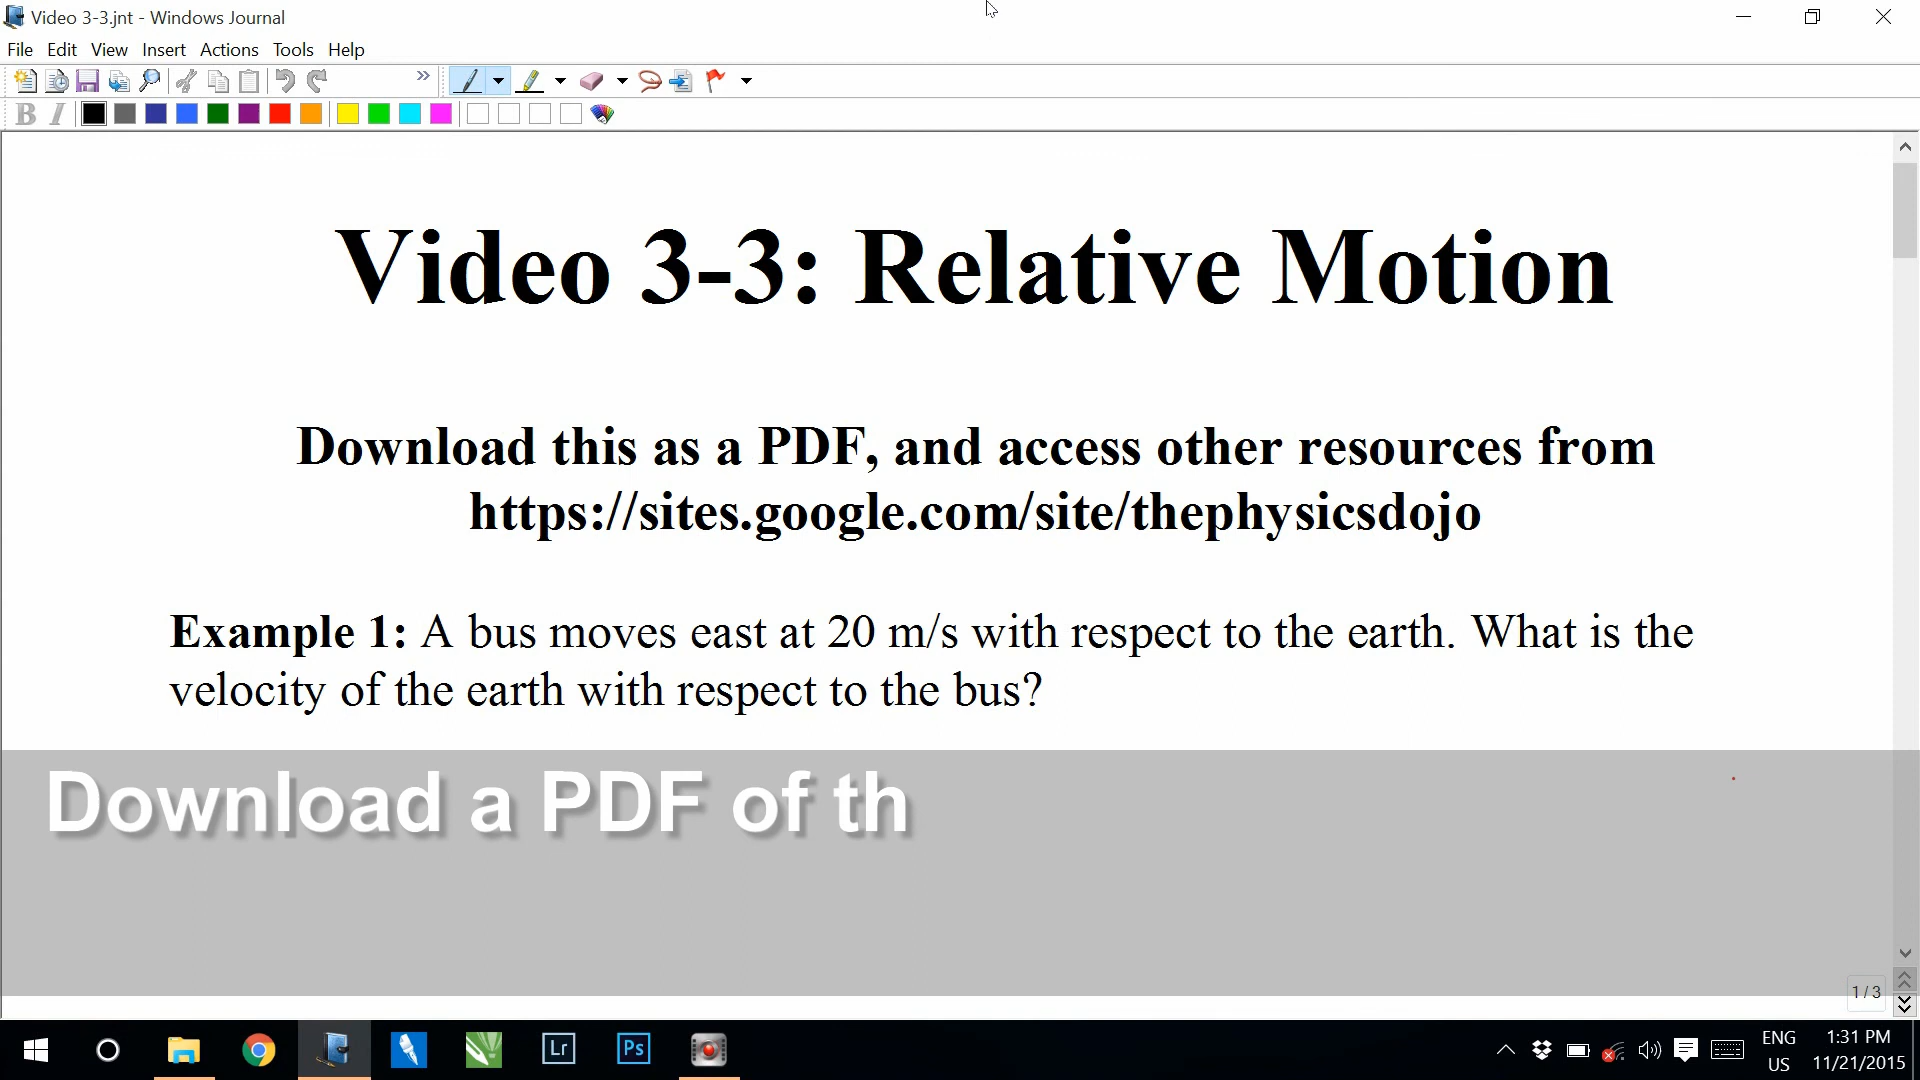 Video 3-3.jnt - Windows Journal
File Edit View Insert Actions Tools Help
B I
Video 3-3: Relative Motion
Download this as a PDF, and access other resources from
https://sites.google.com/site/thephysicsdojo
Example 1: A bus moves east at 20 m/s with respect to the earth. What is the
velocity of the earth with respect to the bus?
Download a PDF of th
1 / 3
Lr Ps
ENG
US
1:31 PM
11/21/2015